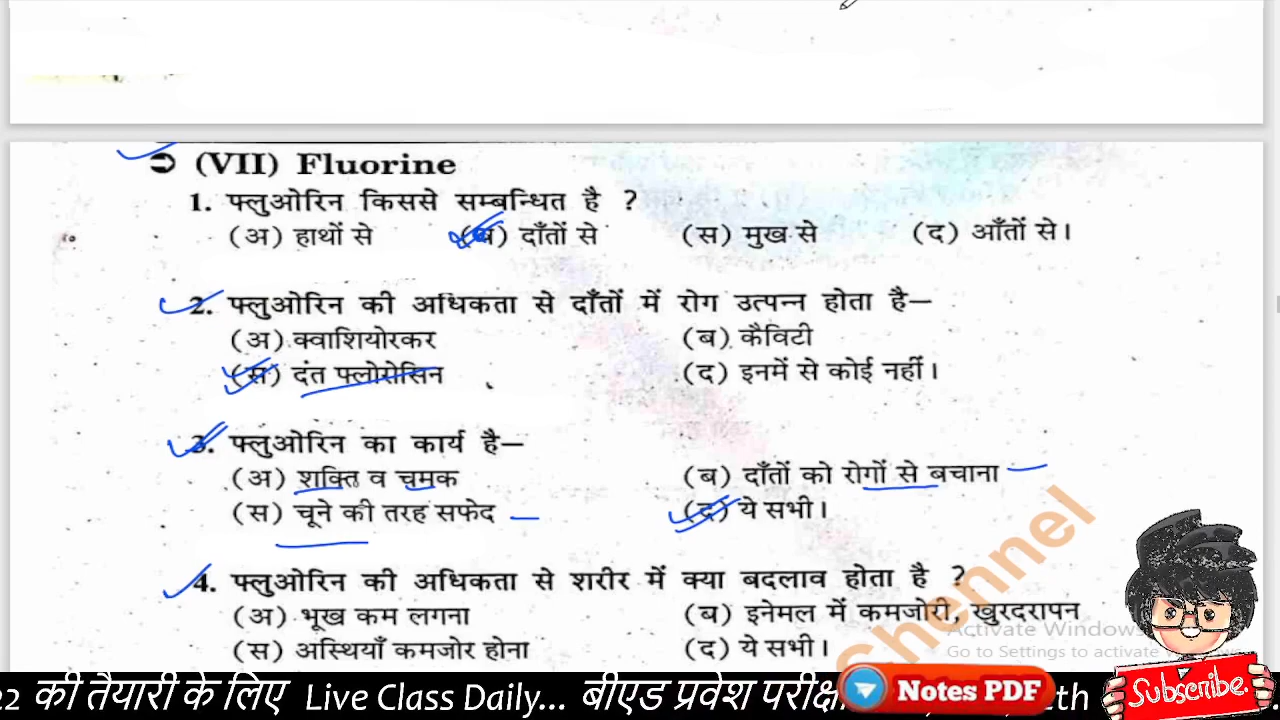 ➲ (VII) Fluorine
1. फ्लुओरिन किससे सम्बन्धित है ?
(अ) हाथों से (ब) दाँतों से (स) मुख से (द) आँतों से।
2. फ्लुओरिन की अधिकता से दाँतों में रोग उत्पन्न होता है—
(अ) क्वाशियोरकर (ब) कैविटी
(स) दंत फ्लोरोसिन (द) इनमें से कोई नहीं।
3. फ्लुओरिन का कार्य है—
(अ) शक्ति व चमक (ब) दाँतों को रोगों से बचाना
(स) चूने की तरह सफेद (द) ये सभी।
4. फ्लुओरिन की अधिकता से शरीर में क्या बदलाव होता है ?
(अ) भूख कम लगना (ब) इनेमल में कमजोरी, खुरदरापन
(स) अस्थियाँ कमजोर होना (द) ये सभी।
Chennel
Activate Windows
Go to Settings to activate
22 की तैयारी के लिए Live Class Daily... बीएड प्रवेश परीक्षा
Notes PDF
Subscribe.